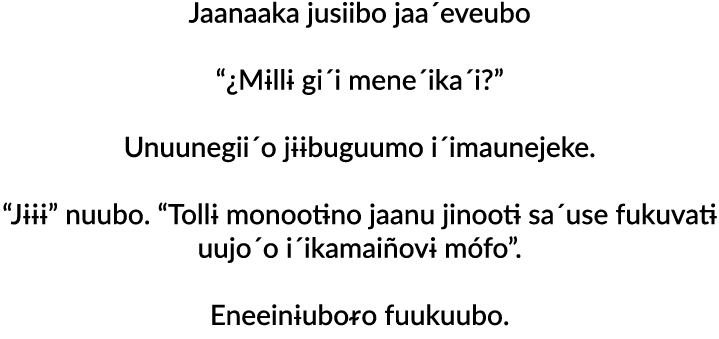 Jaanaaka jusiibo jaa´eveubo
“¿Mɨllɨ gi´i mene´ika´i?”
Unuunegii´o jɨɨbuguumo i´imaunejeke.
“Jɨɨɨ” nuubo. “Tollɨ monootɨno jaanu jinootɨ sa´use fukuvatɨ
uujo´o i´ikamaiñovɨ mófo”.
Eneeinɨuboɍo fuukuubo.